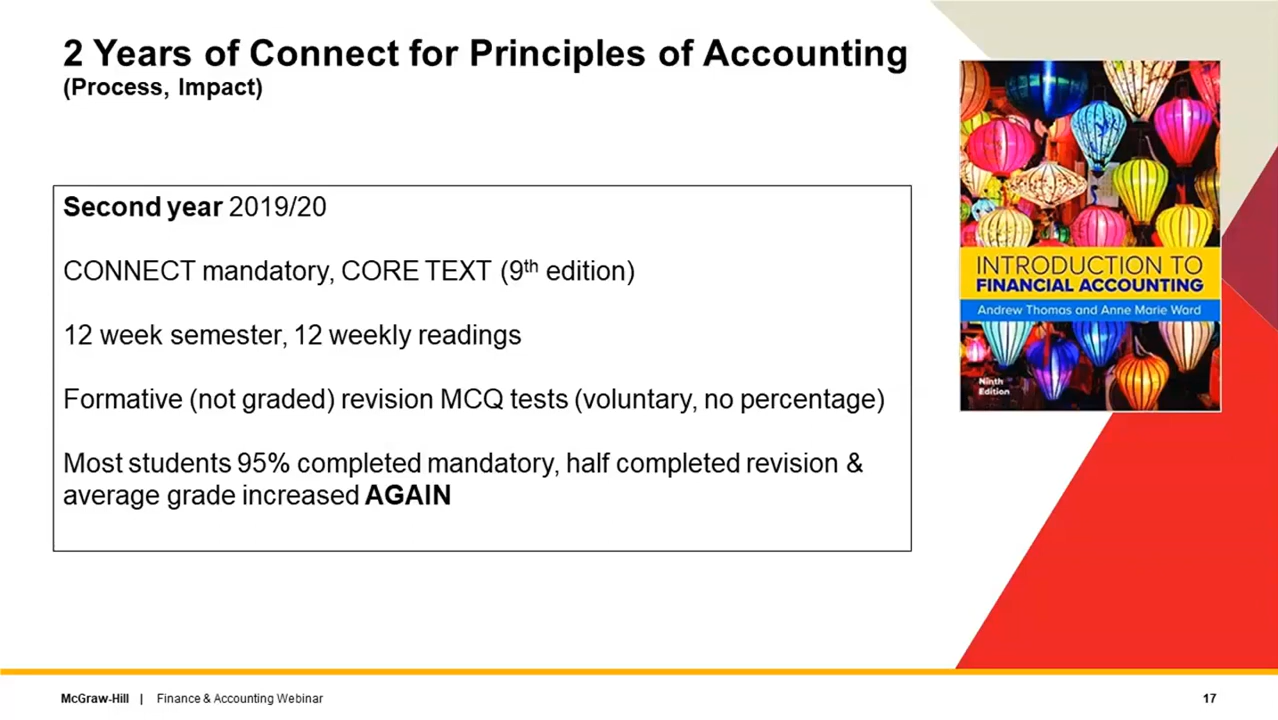 2 Years of Connect for Principles of Accounting
(Process, Impact)
Second year 2019/20
CONNECT mandatory, CORE TEXT (9th edition)
12 week semester, 12 weekly readings
Formative (not graded) revision MCQ tests (voluntary, no percentage)
Most students 95% completed mandatory, half completed revision &
average grade increased AGAIN
INTRODUCTION TO
FINANCIAL ACCOUNTING
Andrew Thomas and Anne Marie Ward
Ninth
Edition
McGraw-Hill | Finance & Accounting Webinar
17